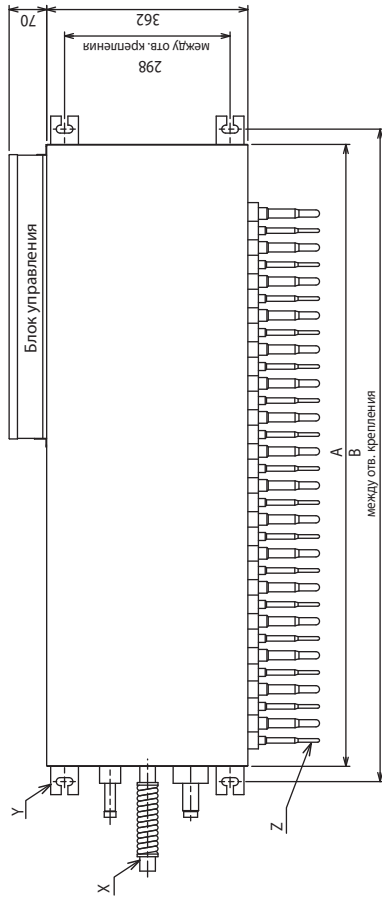 70
362
между отв. крепления
298
Блок управления
Y
X
Z
A
B
между отв. крепления